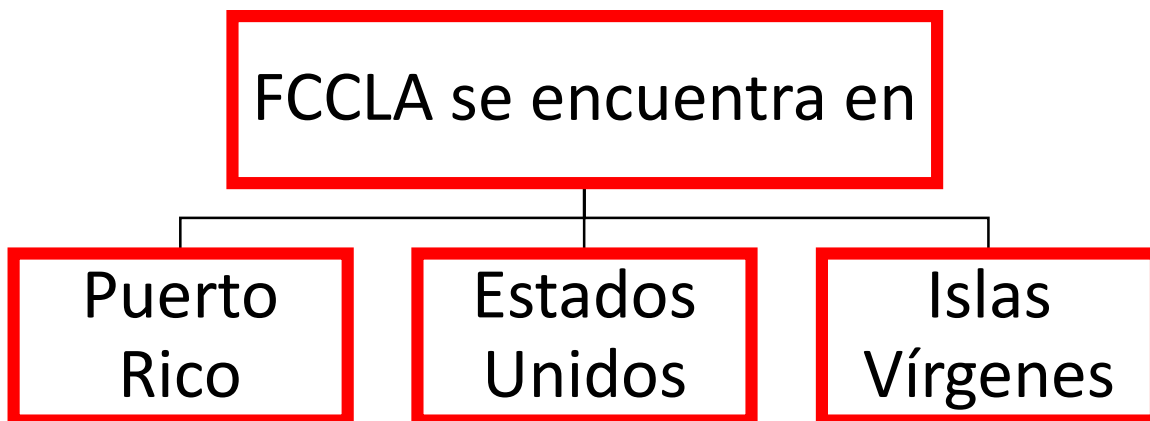 FCCLA se encuentra en
Puerto
Rico
Estados
Unidos
Islas
Vírgenes